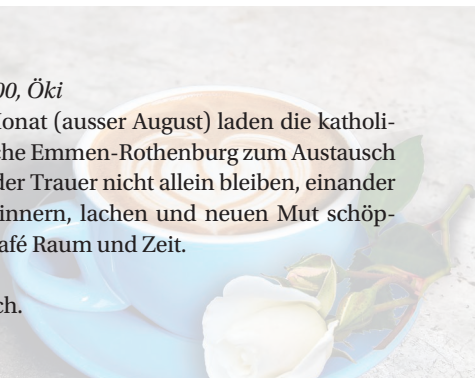 00, Öki
Monat (ausser August) laden die katholi-
che Emmen-Rothenburg zum Austausch
der Trauer nicht allein bleiben, einander
innern, lachen und neuen Mut schöp-
afé Raum und Zeit.
ch.